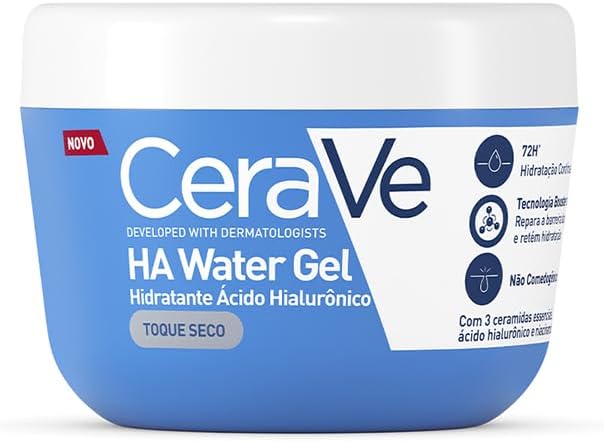 NOVO
CeraVe
DEVELOPED WITH DERMATOLOGISTS
HA Water Gel
Hidratante Ácido Hialurônico
TOQUE SECO
72H*
Hidratação
Tecnologia
Repara a
e retém
Não
Com 3 ceramidas
ácido hialurônico e